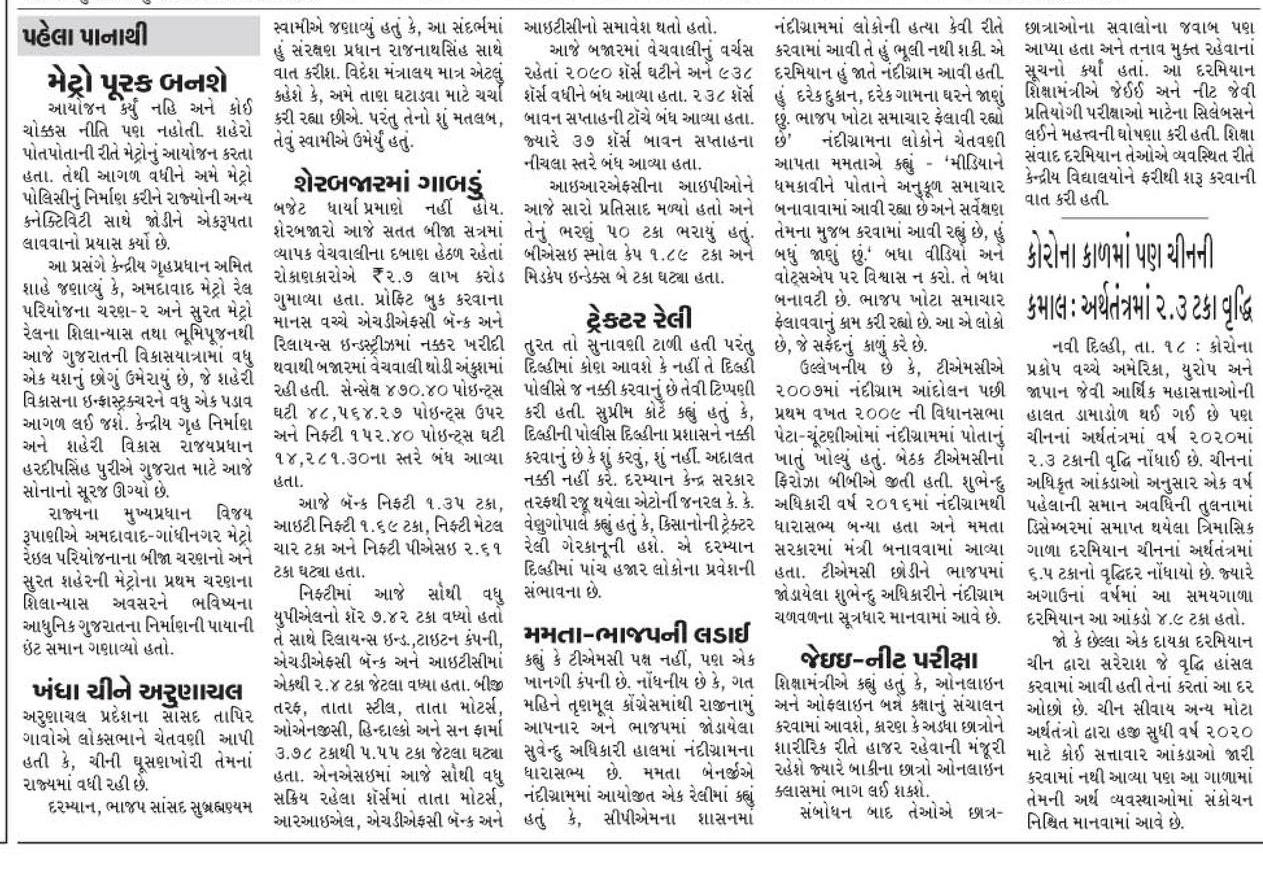 પહેલા પાનાથી
મેટ્રો પૂરક બનશે
આયોજન કર્યું નહિ અને કોઈ
ચોક્કસ નીતિ પણ નહોતી. શહેરો
પોતપોતાની રીતે મેટ્રોનું આયોજન કરતા
હતા. તેથી આગળ વધીને અમે મેટ્રો
પોલિસીનું નિર્માણ કરીને રાજ્યોની અન્ય
કનેક્ટિવિટી સાથે જોડીને એકરૂપતા
લાવવાનો પ્રયાસ કર્યો છે.
આ પ્રસંગે કેન્દ્રીય ગૃહપ્રધાન અમિત
શાહે જણાવ્યું કે, અમદાવાદ મેટ્રો રેલ
પરિયોજના ચરણ-૨ અને સુરત મેટ્રો
રેલના શિલાન્યાસ તથા ભૂમિપૂજનથી
આજે ગુજરાતની વિકાસયાત્રામાં વધુ
એક યશનું છોગું ઉમેરાયું છે, જે શહેરી
વિકાસના ઇન્ફ્રાસ્ટ્રક્ચરને વધુ એક પડાવ
આગળ લઈ જશે. કેન્દ્રીય ગૃહ નિર્માણ
અને શહેરી વિકાસ રાજ્યપ્રધાન
હરદીપસિંહ પુરીએ ગુજરાત માટે આજે
સોનાનો સૂરજ ઊગ્યો છે.
રાજ્યના મુખ્યપ્રધાન વિજય
રૂપાણીએ અમદાવાદ-ગાંધીનગર મેટ્રો
રેઇલ પરિયોજનાના બીજા ચરણનો અને
સુરત શહેરની મેટ્રોના પ્રથમ ચરણના
શિલાન્યાસ અવસરને ભવિષ્યના
આધુનિક ગુજરાતના નિર્માણની પાયાની
ઇંટ સમાન ગણાવ્યો હતો.
ખંધા ચીને અરુણાચલ
અરુણાચલ પ્રદેશના સાંસદ તાપિર
ગાવોએ લોકસભાને ચેતવણી આપી
હતી કે, ચીની ઘૂસણખોરી તેમનાં
રાજ્યમાં વધી રહી છે.
દરમ્યાન, ભાજપ સાંસદ સુબ્રહ્મણ્યમ
સ્વામીએ જણાવ્યું હતું કે, આ સંદર્ભમાં
હું સંરક્ષણ પ્રધાન રાજનાથસિંહ સાથે
વાત કરીશ. વિદેશ મંત્રાલય માત્ર એટલું
કહેશે કે, અમે તાણ ઘટાડવા માટે ચર્ચા
કરી રહ્યા છીએ. પરંતુ તેનો શું મતલબ,
તેવું સ્વામીએ ઉમેર્યું હતું.
શેરબજારમાં ગાબડું
બજેટ ધાર્યા પ્રમાણે નહીં હોય.
શેરબજારો આજે સતત બીજા સત્રમાં
વ્યાપક વેચવાલીના દબાણ હેઠળ રહેતાં
રોકાણકારોએ ₹૨.૭ લાખ કરોડ
ગુમાવ્યા હતા. પ્રોફિટ બુક કરવાના
માનસ વચ્ચે એચડીએફસી બૅન્ક અને
રિલાયન્સ ઇન્ડસ્ટ્રીઝમાં નક્કર ખરીદી
થવાથી બજારમાં વેચવાલી થોડી અંકુશમાં
રહી હતી. સેન્સેક્ષ ૪૭૦.૪૦ પોઇન્ટ્સ
ઘટી ૪૮,૫૬૪.૨૭ પોઇન્ટ્સ ઉપર
અને નિફ્ટી ૧૫૨.૪૦ પોઇન્ટ્સ ઘટી
૧૪,૨૮૧.૩૦ના સ્તરે બંધ આવ્યા
હતા.
આજે બૅન્ક નિફ્ટી ૧.૩૫ ટકા,
આઇટી નિફ્ટી ૧.૬૯ ટકા, નિફ્ટી મેટલ
ચાર ટકા અને નિફ્ટી પીએસઇ ૨.૬૧
ટકા ઘટ્યા હતા.
નિફ્ટીમાં આજે સૌથી વધુ
યુપીએલનો શૅર ૭.૪૨ ટકા વધ્યો હતો
તે સાથે રિલાયન્સ ઇન્ડ.,ટાઇટન કંપની,
એચડીએફસી બૅન્ક અને આઇટીસીમાં
એકથી ૨.૪ ટકા જેટલા વધ્યા હતા. બીજી
તરફ, તાતા સ્ટીલ, તાતા મોટર્સ,
ઓએનજીસી, હિન્દાલ્કો અને સન ફાર્મા
૩.૭૮ ટકાથી ૫.૫૫ ટકા જેટલા ઘટ્યા
હતા. એનએસઇમાં આજે સૌથી વધુ
સક્રિય રહેલા શૅર્સમાં તાતા મોટર્સ,
આરઆઇએલ, એચડીએફસી બૅન્ક અને
આઇટીસીનો સમાવેશ થતો હતો.
આજે બજારમાં વેચવાલીનું વર્ચસ
રહેતાં ૨૦૯૦ શૅર્સ ઘટીને અને ૯૩૮
શૅર્સ વધીને બંધ આવ્યા હતા. ૨૩૮ શૅર્સ
બાવન સપ્તાહની ટૉચે બંધ આવ્યા હતા.
જ્યારે ૩૭ શૅર્સ બાવન સપ્તાહના
નીચલા સ્તરે બંધ આવ્યા હતા.
આઇઆરએફસીના આઇપીઓને
આજે સારો પ્રતિસાદ મળ્યો હતો અને
તેનું ભરણું ૫૦ ટકા ભરાયું હતું.
બીએસઇ સ્મોલ કેપ ૧.૮૯ ટકા અને
મિડકેપ ઇન્ડેક્સ બે ટકા ઘટ્યા હતા.
ટ્રેક્ટર રેલી
તુરત તો સુનાવણી ટાળી હતી પરંતુ
દિલ્હીમાં કોણ આવશે કે નહીં તે દિલ્હી
પોલીસે જ નક્કી કરવાનું છે તેવી ટિપ્પણી
કરી હતી. સુપ્રીમ કોર્ટે કહ્યું હતું કે,
દિલ્હીની પોલીસ દિલ્હીના પ્રશાસને નક્કી
કરવાનું છે કે શું કરવું, શું નહીં. અદાલત
નક્કી નહીં કરે. દરમ્યાન કેન્દ્ર સરકાર
તરફથી રજૂ થયેલા એટોર્ની જનરલ કે. કે.
વેણુગોપાલે કહ્યું હતું કે, કિસાનોની ટ્રેક્ટર
રેલી ગેરકાનૂની હશે. એ દરમ્યાન
દિલ્હીમાં પાંચ હજાર લોકોના પ્રવેશની
સંભાવના છે.
મમતા-ભાજપની લડાઈ
કહ્યું કે ટીએમસી પક્ષ નહીં, પણ એક
ખાનગી કંપની છે. નોંધનીય છે કે, ગત
મહિને તૃણમૂલ કોંગ્રેસમાંથી રાજીનામું
આપનાર અને ભાજપમાં જોડાયેલા
સુવેન્દુ અધિકારી હાલમાં નંદીગ્રામના
ધારાસભ્ય છે. મમતા બેનર્જીએ
નંદીગ્રામમાં આયોજીત એક રેલીમાં કહ્યું
હતું કે, સીપીએમના શાસનમાં
નંદીગ્રામમાં લોકોની હત્યા કેવી રીતે
કરવામાં આવી તે હું ભૂલી નથી શકી. એ
દરમિયાન હું જાતે નંદીગ્રામ આવી હતી.
હું દરેક દુકાન, દરેક ગામના ઘરને જાણું
છું. ભાજપ ખોટા સમાચાર ફેલાવી રહ્યો
છે' નંદીગ્રામના લોકોને ચેતવણી
આપતા મમતાએ કહ્યું - 'મીડિયાને
ધમકાવીને પોતાને અનુકૂળ સમાચાર
બનાવાવામાં આવી રહ્યા છે અને સર્વેક્ષણ
તેમના મુજબ કરવામાં આવી રહ્યું છે, હું
બધું જાણું છું.' બધા વીડિયો અને
વોટ્સએપ પર વિશ્વાસ ન કરો. તે બધા
બનાવટી છે. ભાજપ ખોટા સમાચાર
ફેલાવવાનું કામ કરી રહ્યો છે. આ એ લોકો
છે, જે સફેદનું કાળું કરે છે.
ઉલ્લેખનીય છે કે, ટીએમસીએ
૨૦૦૭માં નંદીગ્રામ આંદોલન પછી
પ્રથમ વખત ૨૦૦૯ ની વિધાનસભા
પેટા-ચૂંટણીઓમાં નંદીગ્રામમાં પોતાનું
ખાતું ખોલ્યું હતું. બેઠક ટીએમસીના
ફિરોઝા બીબીએ જીતી હતી. શુભેન્દુ
અધિકારી વર્ષ ૨૦૧૬માં નંદીગ્રામથી
ધારાસભ્ય બન્યા હતા અને મમતા
સરકારમાં મંત્રી બનાવવામાં આવ્યા
હતા. ટીએમસી છોડીને ભાજપમાં
જોડાયેલા શુભેન્દુ અધિકારીને નંદીગ્રામ
ચળવળના સૂત્રધાર માનવામાં આવે છે.
જેઇઇ-નીટ પરીક્ષા
શિક્ષામંત્રીએ કહ્યું હતું કે, ઓનલાઇન
અને ઓફલાઇન બન્ને કક્ષાનું સંચાલન
કરવામાં આવશે, કારણ કે અડધા છાત્રોને
શારીરિક રીતે હાજર રહેવાની મંજૂરી
રહેશે જ્યારે બાકીના છાત્રો ઓનલાઇન
ક્લાસમાં ભાગ લઈ શકશે.
સંબોધન બાદ તેઓએ છાત્ર-
છાત્રાઓના સવાલોના જવાબ પણ
આપ્યા હતા અને તનાવ મુક્ત રહેવાનાં
સૂચનો કર્યાં હતાં. આ દરમિયાન
શિક્ષામંત્રીએ જેઈઈ અને નીટ જેવી
પ્રતિયોગી પરીક્ષાઓ માટેના સિલેબસને
લઈને મહત્ત્વની ઘોષણા કરી હતી. શિક્ષા
સંવાદ દરમિયાન તેઓએ વ્યવસ્થિત રીતે
કેન્દ્રીય વિદ્યાલયોને ફરીથી શરૂ કરવાની
વાત કરી હતી.
કોરોના કાળમાં પણ ચીનની
કમાલ : અર્થતંત્રમાં ૨.૩ ટકા વૃદ્ધિ
નવી દિલ્હી, તા. ૧૮ : કોરોના
પ્રકોપ વચ્ચે અમેરિકા, યુરોપ અને
જાપાન જેવી આર્થિક મહાસત્તાઓની
હાલત ડામાડોળ થઈ ગઈ છે પણ
ચીનનાં અર્થતંત્રમાં વર્ષ ૨૦૨૦માં
૨.૩ ટકાની વૃદ્ધિ નોંધાઈ છે. ચીનનાં
અધિકૃત આંકડાઓ અનુસાર એક વર્ષ
પહેલાની સમાન અવધિની તુલનામાં
ડિસેમ્બરમાં સમાપ્ત થયેલા ત્રિમાસિક
ગાળા દરમિયાન ચીનનાં અર્થતંત્રમાં
૬.૫ ટકાનો વૃદ્ધિદર નોંધાયો છે. જ્યારે
અગાઉનાં વર્ષમાં આ સમયગાળા
દરમિયાન આ આંકડો ૪.૯ ટકા હતો.
જો કે છેલ્લા એક દાયકા દરમિયાન
ચીન દ્વારા સરેરાશ જે વૃદ્ધિ હાંસલ
કરવામાં આવી હતી તેનાં કરતાં આ દર
ઓછો છે. ચીન સીવાય અન્ય મોટા
અર્થતંત્રો દ્વારા હજી સુધી વર્ષ ૨૦૨૦
માટે કોઈ સત્તાવાર આંકડાઓ જારી
કરવામાં નથી આવ્યા પણ આ ગાળામાં
તેમની અર્થ વ્યવસ્થાઓમાં સંકોચન
નિશ્ચિત માનવામાં આવે છે.